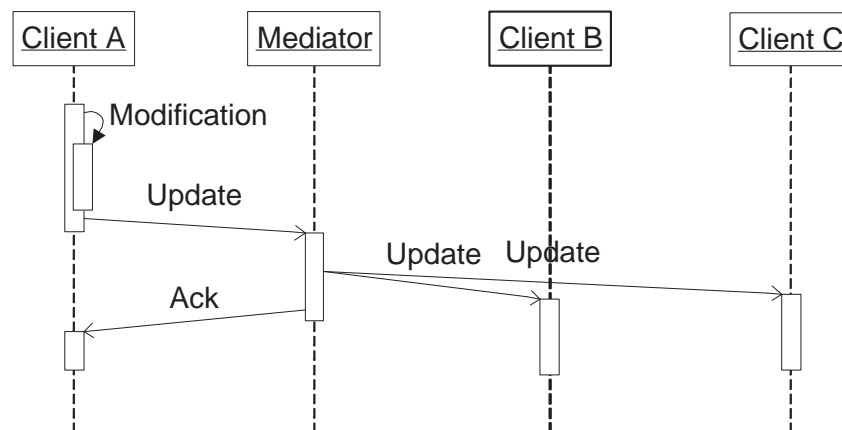 Client A
Mediator
Client B
Client C
Modification
Update
Update
Update
Ack